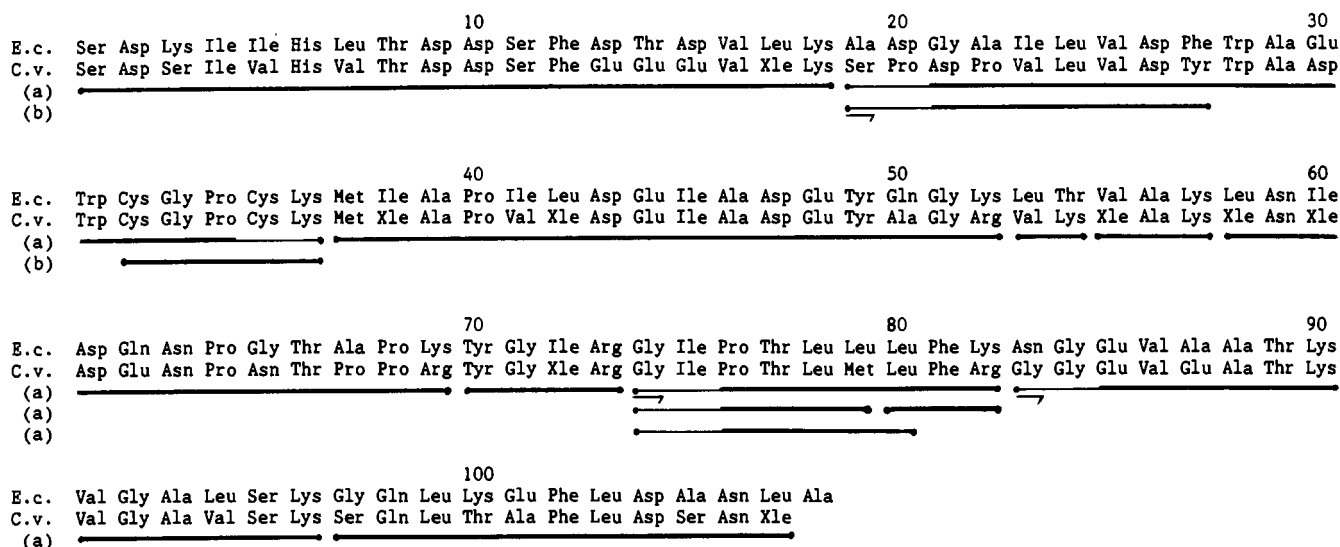 10 20 30
E.c. Ser Asp Lys Ile Ile His Leu Thr Asp Asp Ser Phe Asp Thr Asp Val Leu Lys Ala Asp Gly Ala Ile Leu Val Asp Phe Trp Ala Glu
C.v. Ser Asp Ser Ile Val His Val Thr Asp Asp Ser Phe Glu Glu Glu Val Xle Lys Ser Pro Asp Pro Val Leu Val Asp Tyr Trp Ala Asp
(a)
(b)
40 50 60
E.c. Trp Cys Gly Pro Cys Lys Met Ile Ala Pro Ile Leu Asp Glu Ile Ala Asp Glu Tyr Gln Gly Lys Leu Thr Val Ala Lys Leu Asn Ile
C.v. Trp Cys Gly Pro Cys Lys Met Xle Ala Pro Val Xle Asp Glu Ile Ala Asp Glu Tyr Ala Gly Arg Val Lys Xle Ala Lys Xle Asn Xle
(a)
(b)
70 80 90
E.c. Asp Gln Asn Pro Gly Thr Ala Pro Lys Tyr Gly Ile Arg Gly Ile Pro Thr Leu Leu Leu Phe Lys Asn Gly Glu Val Ala Ala Thr Lys
C.v. Asp Glu Asn Pro Asn Thr Pro Pro Arg Tyr Gly Xle Arg Gly Ile Pro Thr Leu Met Leu Phe Arg Gly Gly Glu Val Glu Ala Thr Lys
(a)
(a)
(a)
100
E.c. Val Gly Ala Leu Ser Lys Gly Gln Leu Lys Glu Phe Leu Asp Ala Asn Leu Ala
C.v. Val Gly Ala Val Ser Lys Ser Gln Leu Thr Ala Phe Leu Asp Ser Asn Xle
(a)